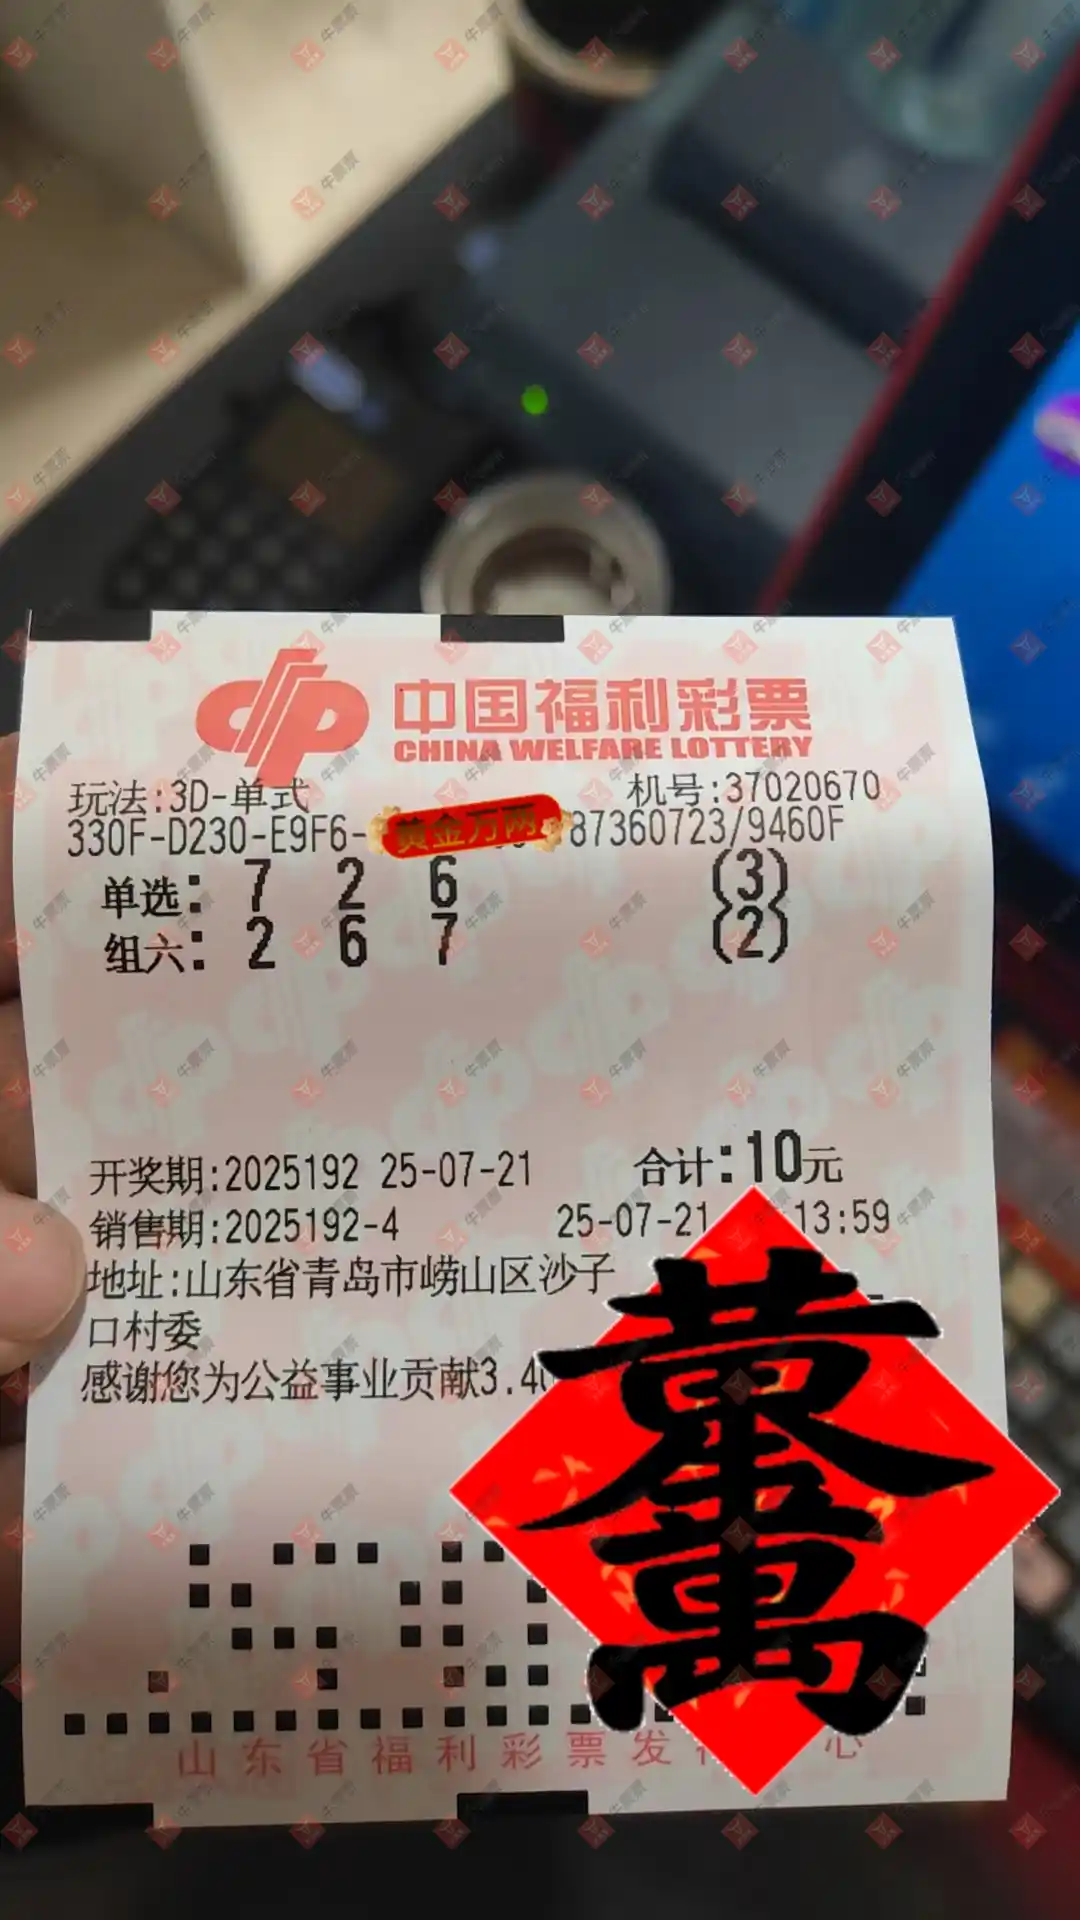 中国福利彩票
CHINA WELFARE LOTTERY
玩法:3D-单式 机号:37020670
330F-D230-E9F6- 黄金万两 87360723/9460F
单选: 7 2 6 (3)
组六: 2 6 7 (2)
开奖期:2025192 25-07-21 合计:10元
销售期:2025192-4 25-07-21 13:59
地址:山东省青岛市崂山区沙子
口村委
感谢您为公益事业贡献3.4
山东省福利彩票发 心
牛票票